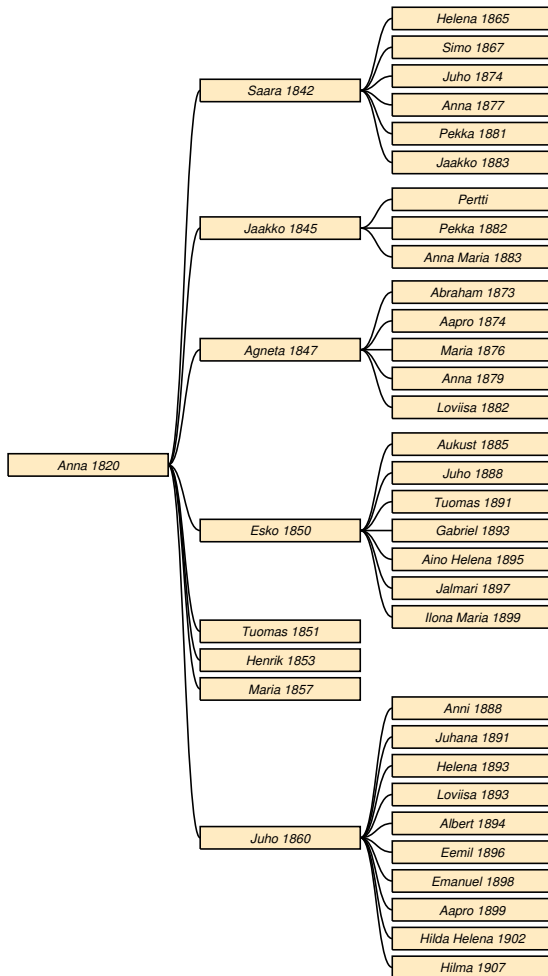 Anna 1820
Saara 1842
Helena 1865
Simo 1867
Juho 1874
Anna 1877
Pekka 1881
Jaakko 1883
Jaakko 1845
Pertti
Pekka 1882
Anna Maria 1883
Agneta 1847
Abraham 1873
Aapro 1874
Maria 1876
Anna 1879
Loviisa 1882
Esko 1850
Aukust 1885
Juho 1888
Tuomas 1891
Gabriel 1893
Aino Helena 1895
Jalmari 1897
Ilona Maria 1899
Tuomas 1851
Henrik 1853
Maria 1857
Juho 1860
Anni 1888
Juhana 1891
Helena 1893
Loviisa 1893
Albert 1894
Eemil 1896
Emanuel 1898
Aapro 1899
Hilda Helena 1902
Hilma 1907